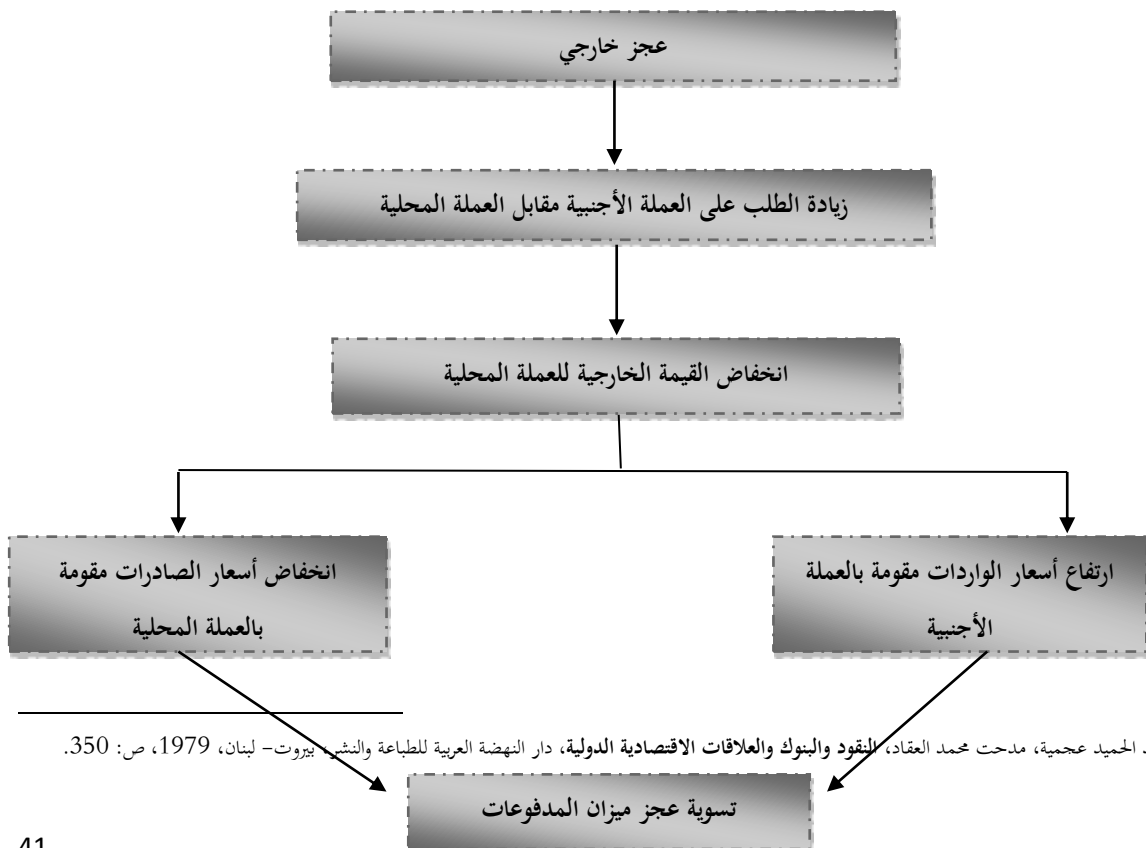 عجز خارجي
زيادة الطلب على العملة الأجنبية مقابل العملة المحلية
انخفاض القيمة الخارجية للعملة المحلية
ارتفاع أسعار الواردات مقومة بالعملة
الأجنبية
انخفاض أسعار الصادرات مقومة
بالعملة المحلية
الحميد عجمية، مدحت محمد العقاد، النقود والبنوك والعلاقات الاقتصادية الدولية، دار النهضة العربية للطباعة والنشر، بيروت– لبنان، 1979، ص: 350.
تسوية عجز ميزان المدفوعات
41